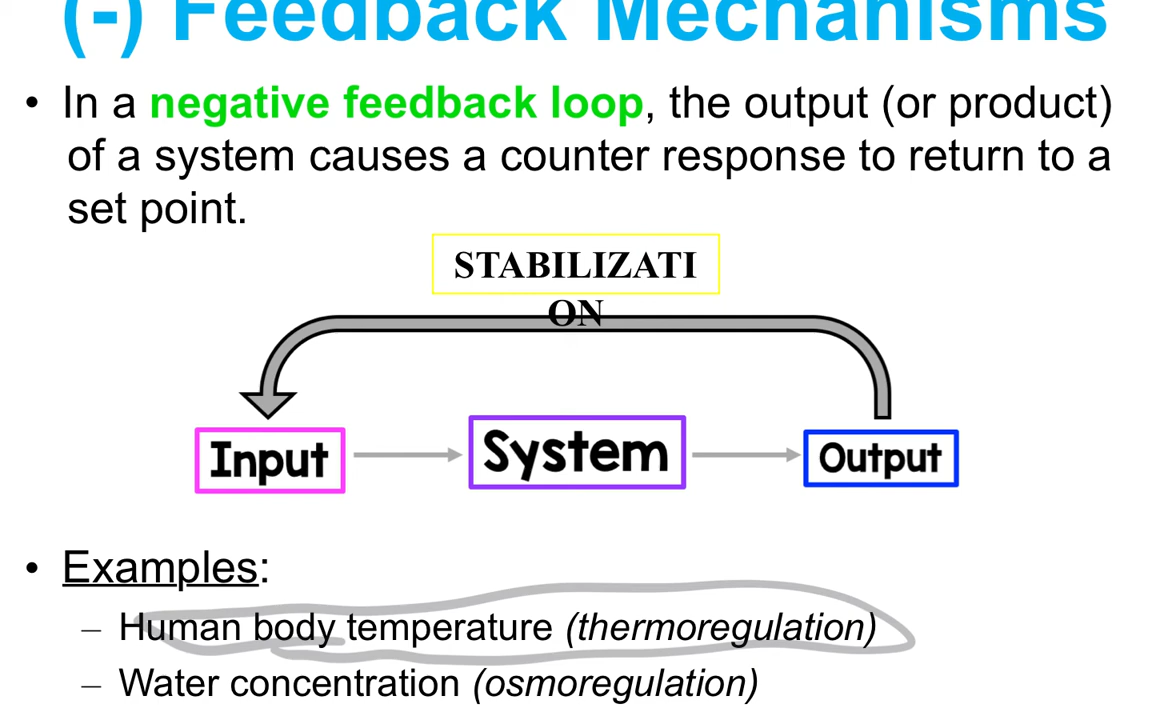 (-) Feedback Mechanisms
• In a negative feedback loop, the output (or product)
of a system causes a counter response to return to a
set point.
STABILIZATI
ON
Input
System
Output
• Examples:
– Human body temperature (thermoregulation)
– Water concentration (osmoregulation)